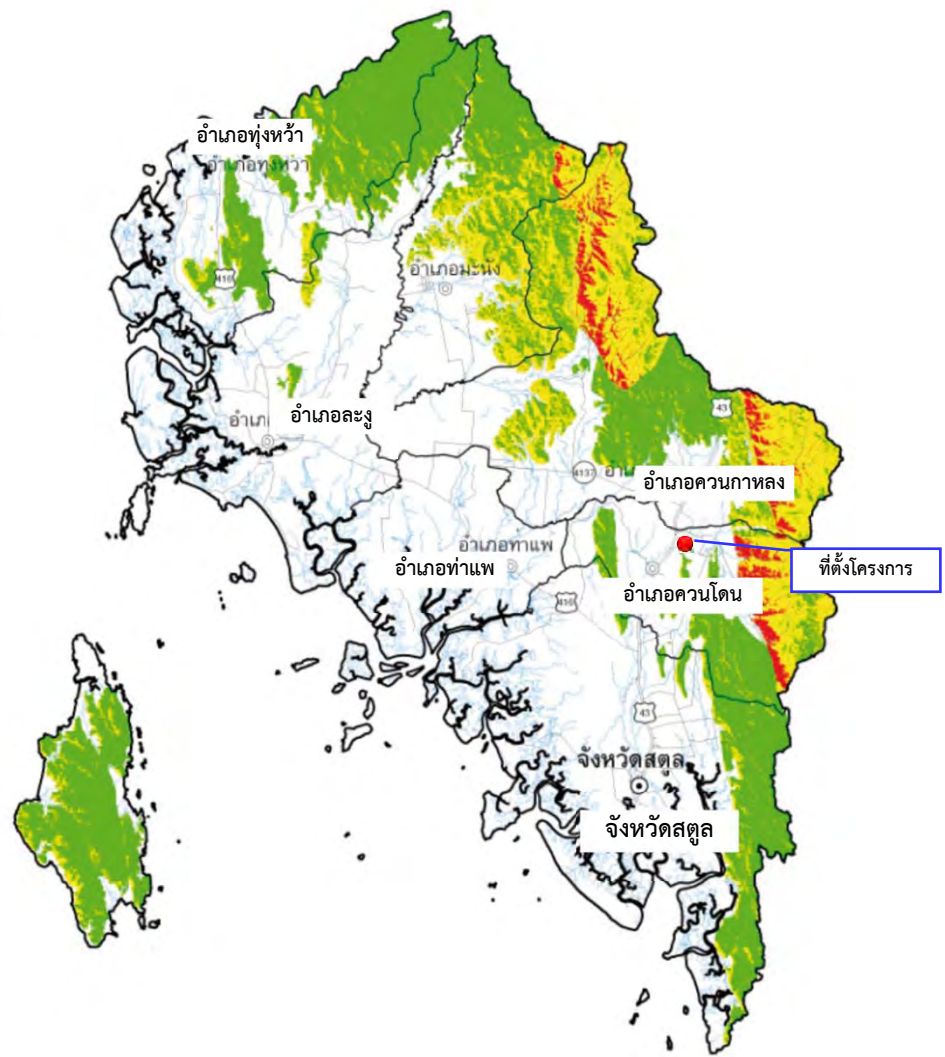 อำเภอทุ่งหว้า
อำเภอทุ่งหว้า
416
อำเภอมะนัง
อำเภอละงู
43
4137
อำเภอควนกาหลง
อำเภอท่าแพ
อำเภอท่าแพ
ที่ตั้งโครงการ
อำเภอควนโดน
416
43
จังหวัดสตูล
จังหวัดสตูล